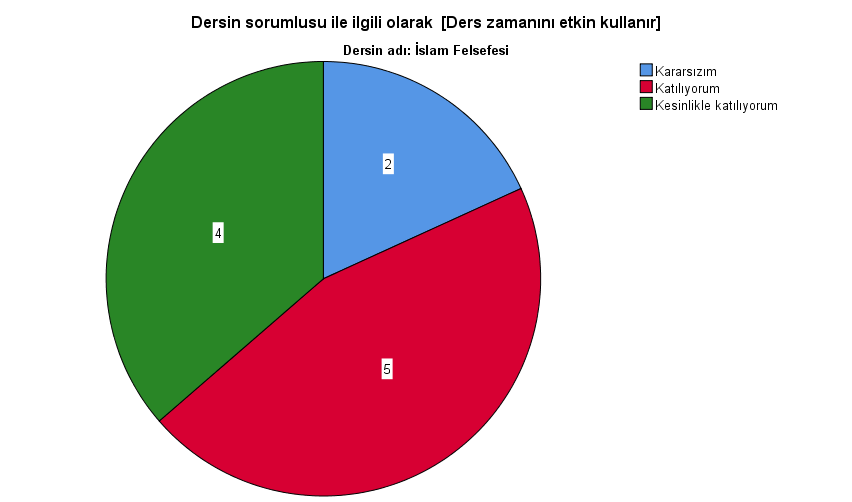 Dersin sorumlusu ile ilgili olarak [Ders zamanını etkin kullanır]
Dersin adı: İslam Felsefesi
Kararsızım
Katılıyorum
Kesinlikle katılıyorum
2
4
5